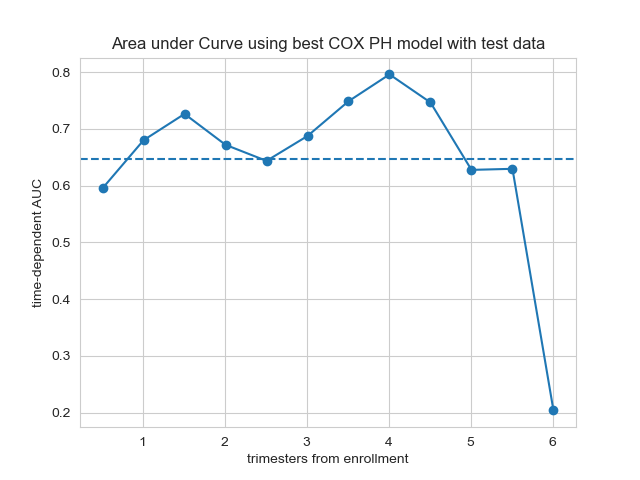 Area under Curve using best COX PH model with test data
time-dependent AUC
0.8
0.7
0.6
0.5
0.4
0.3
0.2
1 2 3 4 5 6
trimesters from enrollment